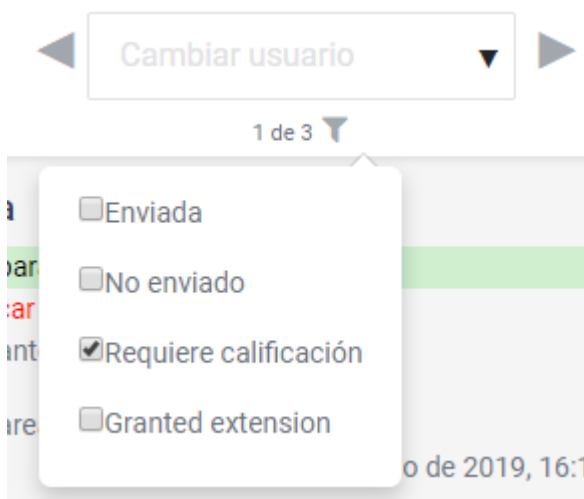 Cambiar usuario
1 de 3
a
Enviada
No enviado
Requiere calificación
Granted extension
o de 2019, 16:1